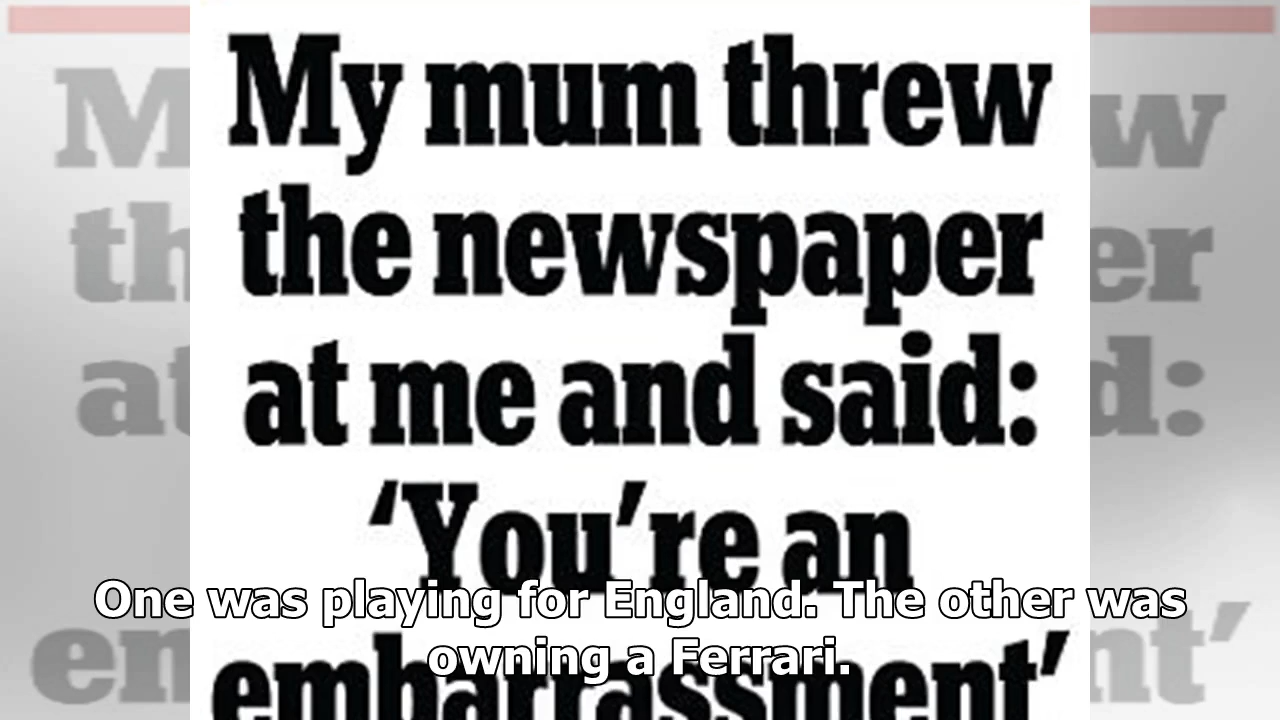 My mum threw
the newspaper
at me and said:
‘You’re an
embarrassment’
One was playing for England. The other was
owning a Ferrari.